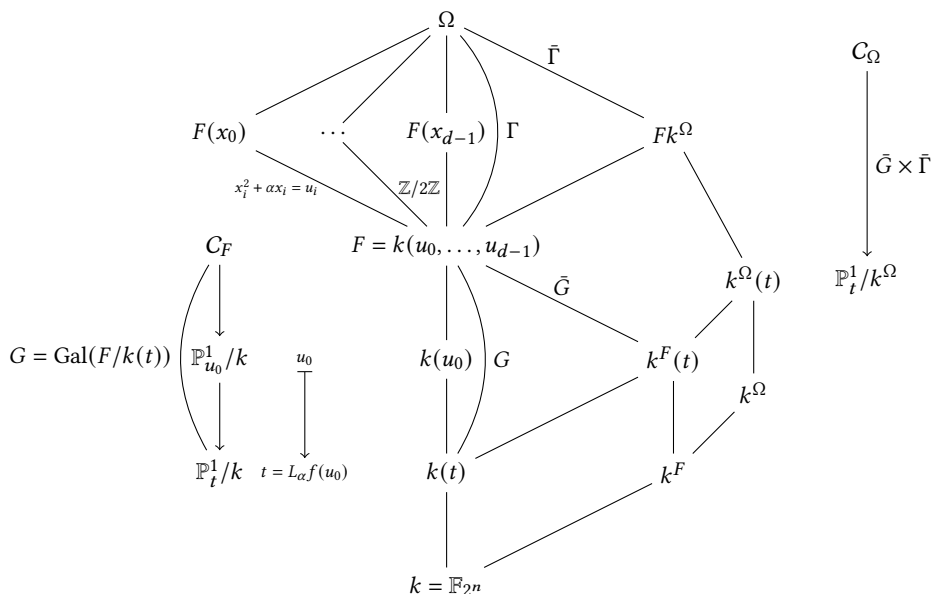 Ω
Γ̄
C_Ω
F(x_0) ⋯ F(x_{d−1}) Γ Fk^Ω
Ḡ × Γ̄
x_i^2 + αx_i = u_i ℤ/2ℤ
C_F F = k(u_0, …, u_{d−1})
k^Ω(t) ℙ^1_t/k^Ω
Ḡ
G = Gal(F/k(t)) ℙ^1_{u_0}/k u_0 k(u_0) G k^F(t)
k^Ω
ℙ^1_t/k t = L_α f(u_0) k(t) k^F
k = 𝔽_{2^n}